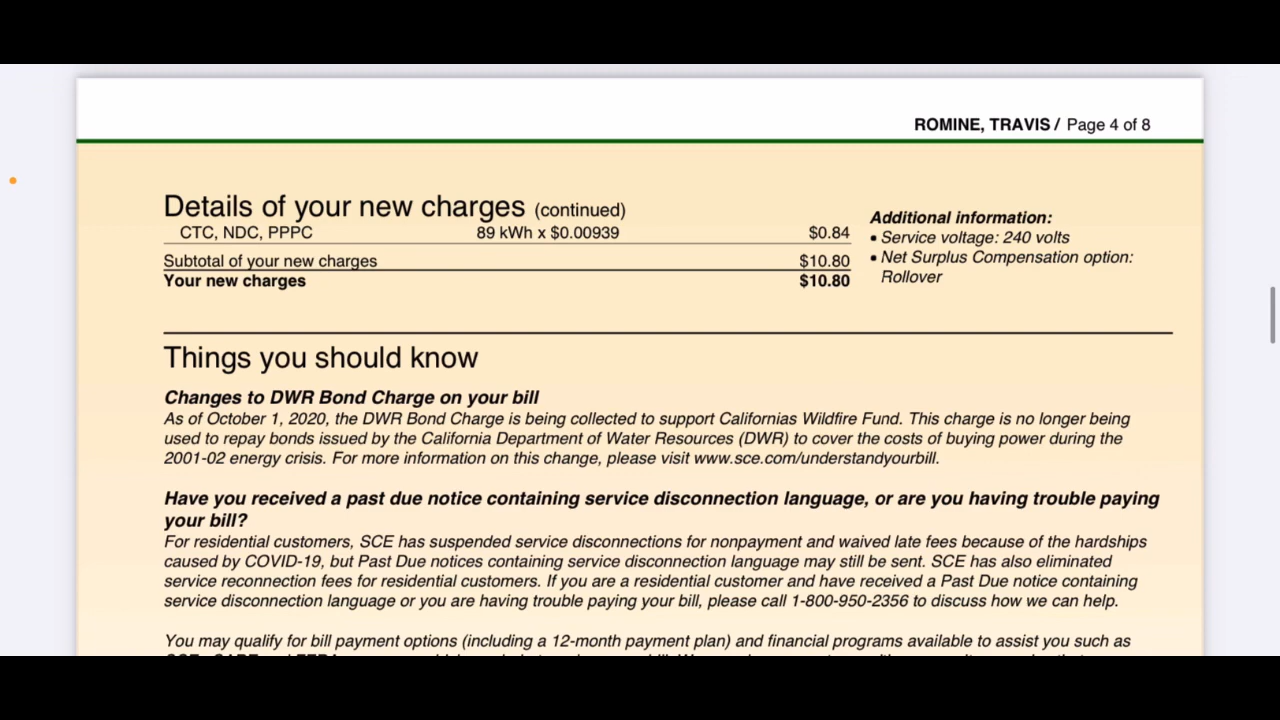 ROMINE, TRAVIS / Page 4 of 8
Details of your new charges (continued)
CTC, NDC, PPPC 89 kWh x $0.00939 $0.84
Subtotal of your new charges $10.80
Your new charges $10.80
Additional information:
• Service voltage: 240 volts
• Net Surplus Compensation option:
Rollover
Things you should know
Changes to DWR Bond Charge on your bill
As of October 1, 2020, the DWR Bond Charge is being collected to support Californias Wildfire Fund. This charge is no longer being
used to repay bonds issued by the California Department of Water Resources (DWR) to cover the costs of buying power during the
2001-02 energy crisis. For more information on this change, please visit www.sce.com/understandyourbill.
Have you received a past due notice containing service disconnection language, or are you having trouble paying
your bill?
For residential customers, SCE has suspended service disconnections for nonpayment and waived late fees because of the hardships
caused by COVID-19, but Past Due notices containing service disconnection language may still be sent. SCE has also eliminated
service reconnection fees for residential customers. If you are a residential customer and have received a Past Due notice containing
service disconnection language or you are having trouble paying your bill, please call 1-800-950-2356 to discuss how we can help.
You may qualify for bill payment options (including a 12-month payment plan) and financial programs available to assist you such as